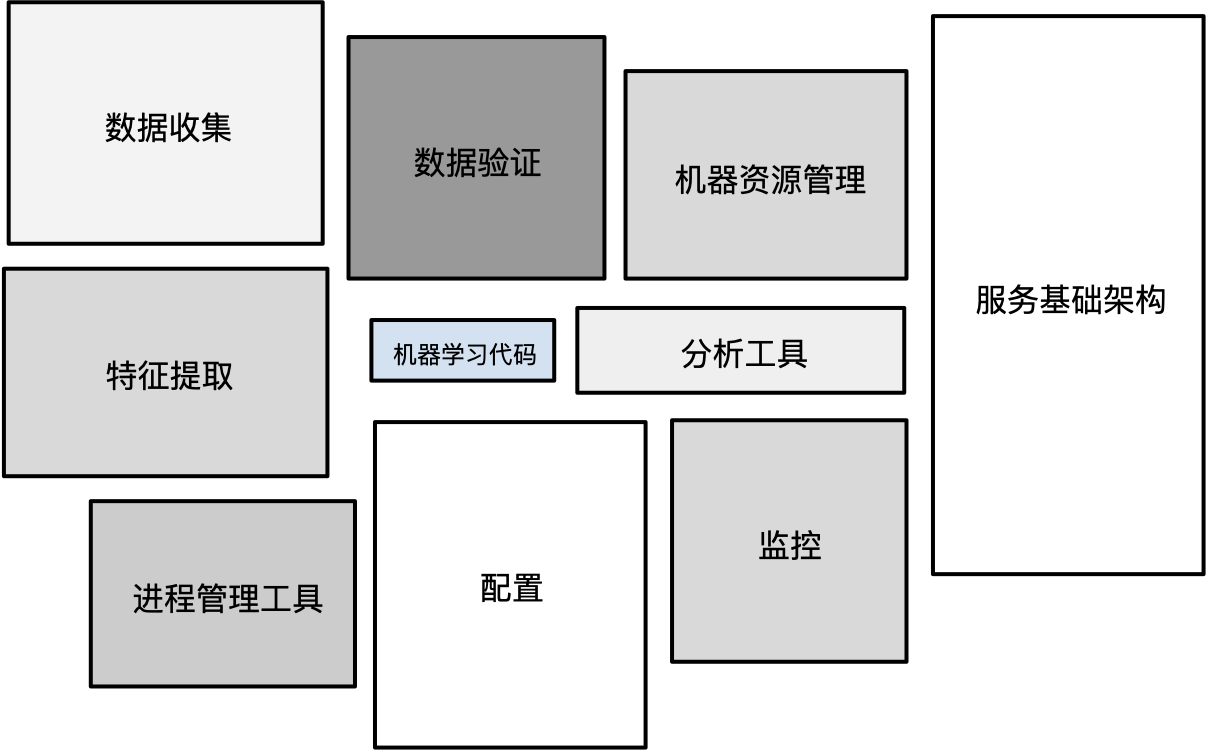 数据收集
数据验证
机器资源管理
服务基础架构
特征提取
机器学习代码
分析工具
进程管理工具
配置
监控